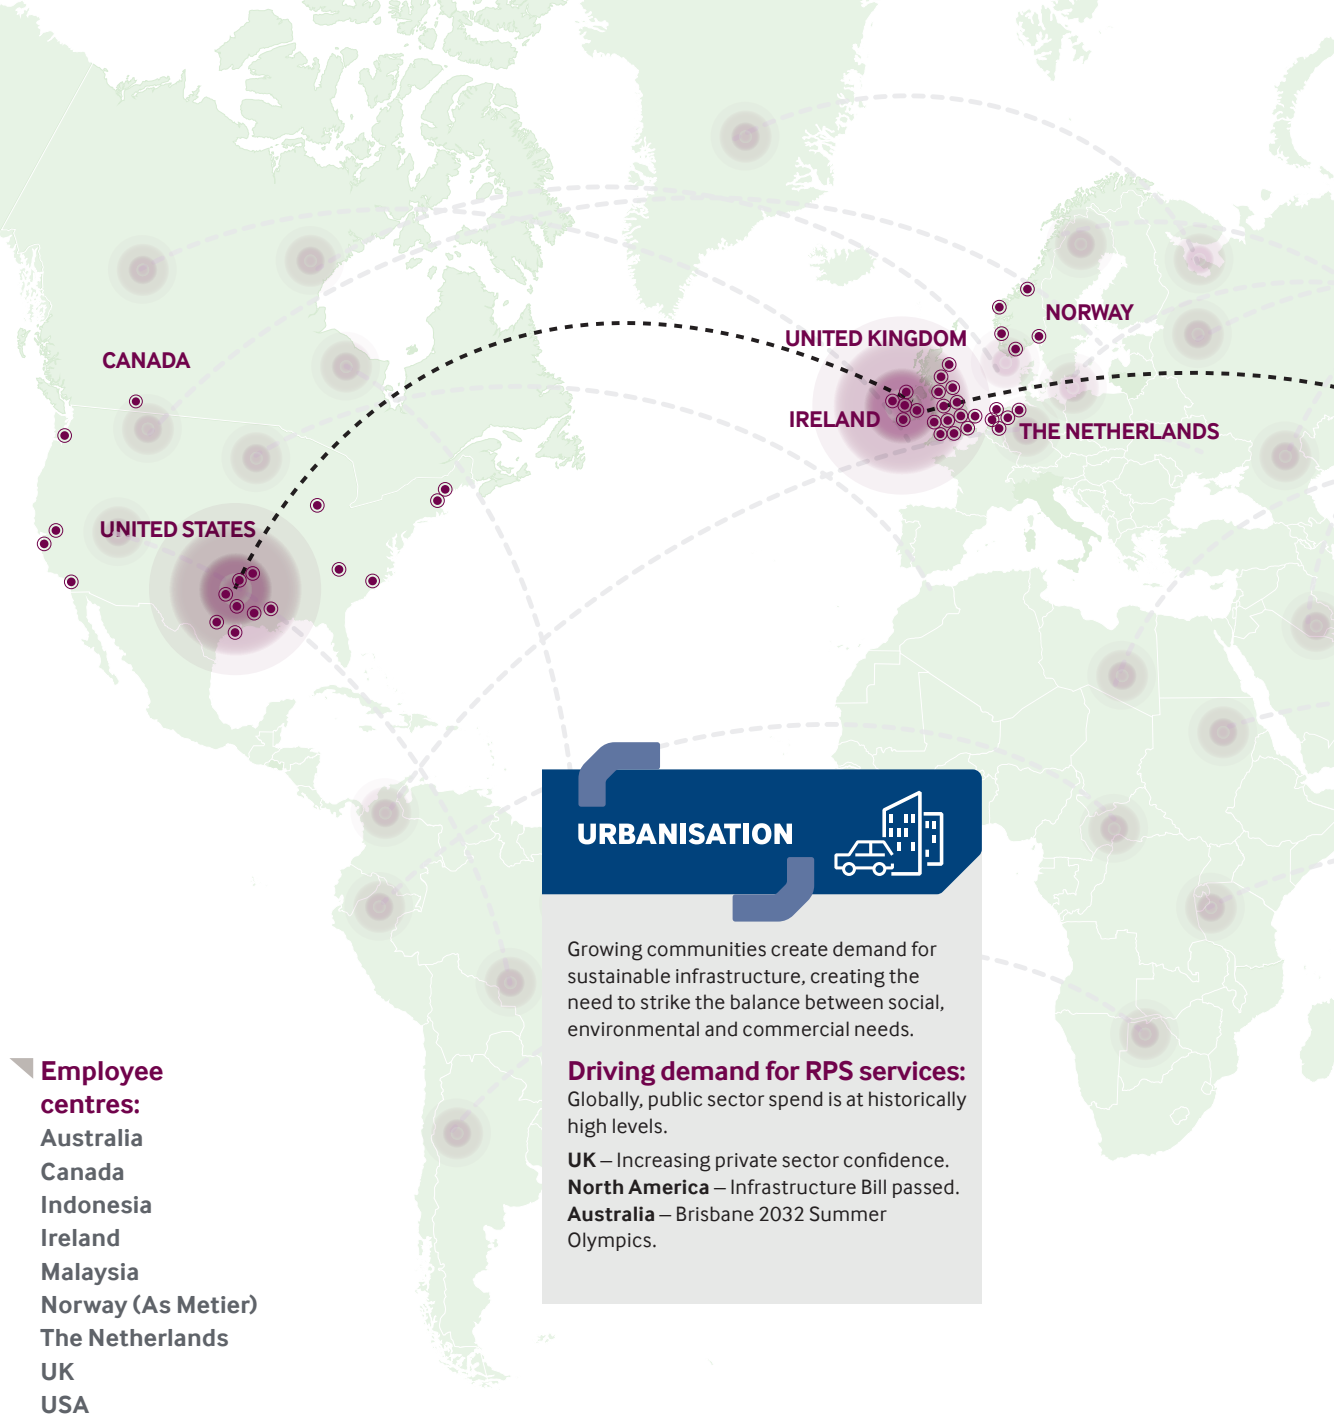 CANADA
UNITED STATES
UNITED KINGDOM
NORWAY
IRELAND
THE NETHERLANDS
URBANISATION
Growing communities create demand for
sustainable infrastructure, creating the
need to strike the balance between social,
environmental and commercial needs.
Driving demand for RPS services:
Globally, public sector spend is at historically
high levels.
UK – Increasing private sector confidence.
North America – Infrastructure Bill passed.
Australia – Brisbane 2032 Summer
Olympics.
Employee
centres:
Australia
Canada
Indonesia
Ireland
Malaysia
Norway (As Metier)
The Netherlands
UK
USA